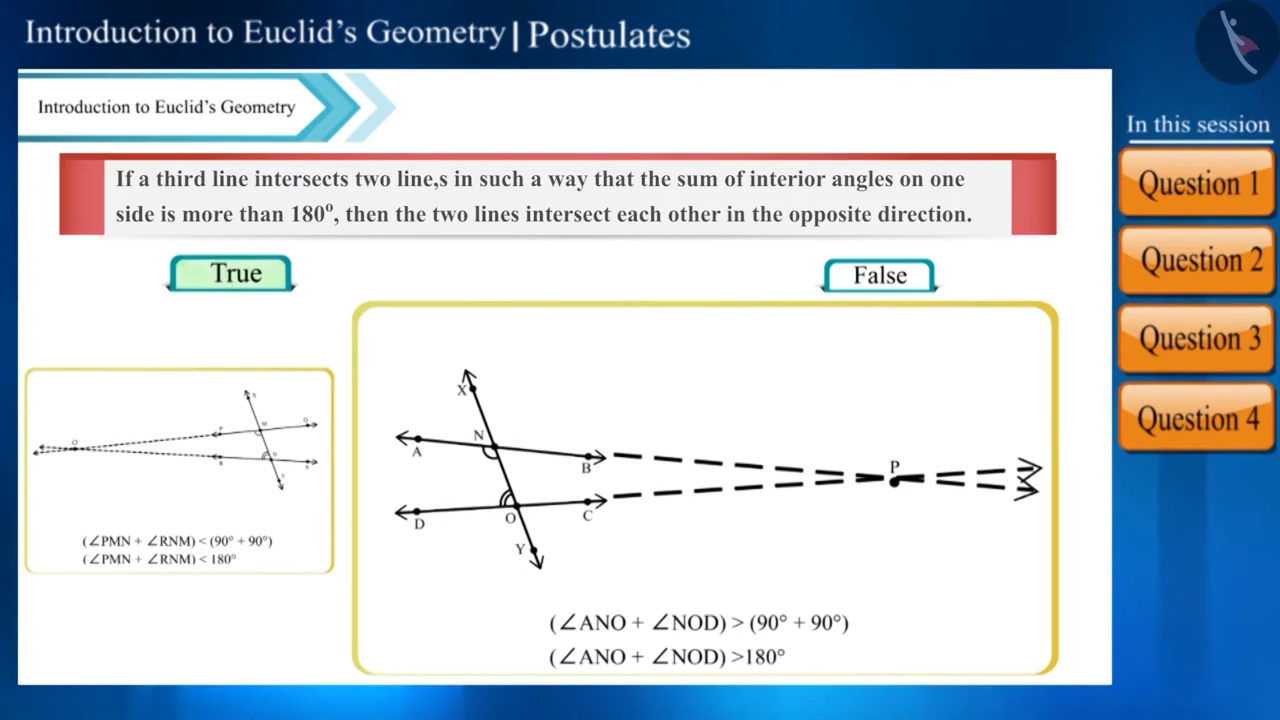 Introduction to Euclid's Geometry | Postulates
Introduction to Euclid's Geometry
In this session
If a third line intersects two line,s in such a way that the sum of interior angles on one
side is more than 180°, then the two lines intersect each other in the opposite direction.
Question 1
Question 2
Question 3
Question 4
True
False
X
N
A
B
P
D
O
C
Y
O
M
N
(∠PMN + ∠RNM) < (90° + 90°)
(∠PMN + ∠RNM) < 180°
(∠ANO + ∠NOD) > (90° + 90°)
(∠ANO + ∠NOD) >180°